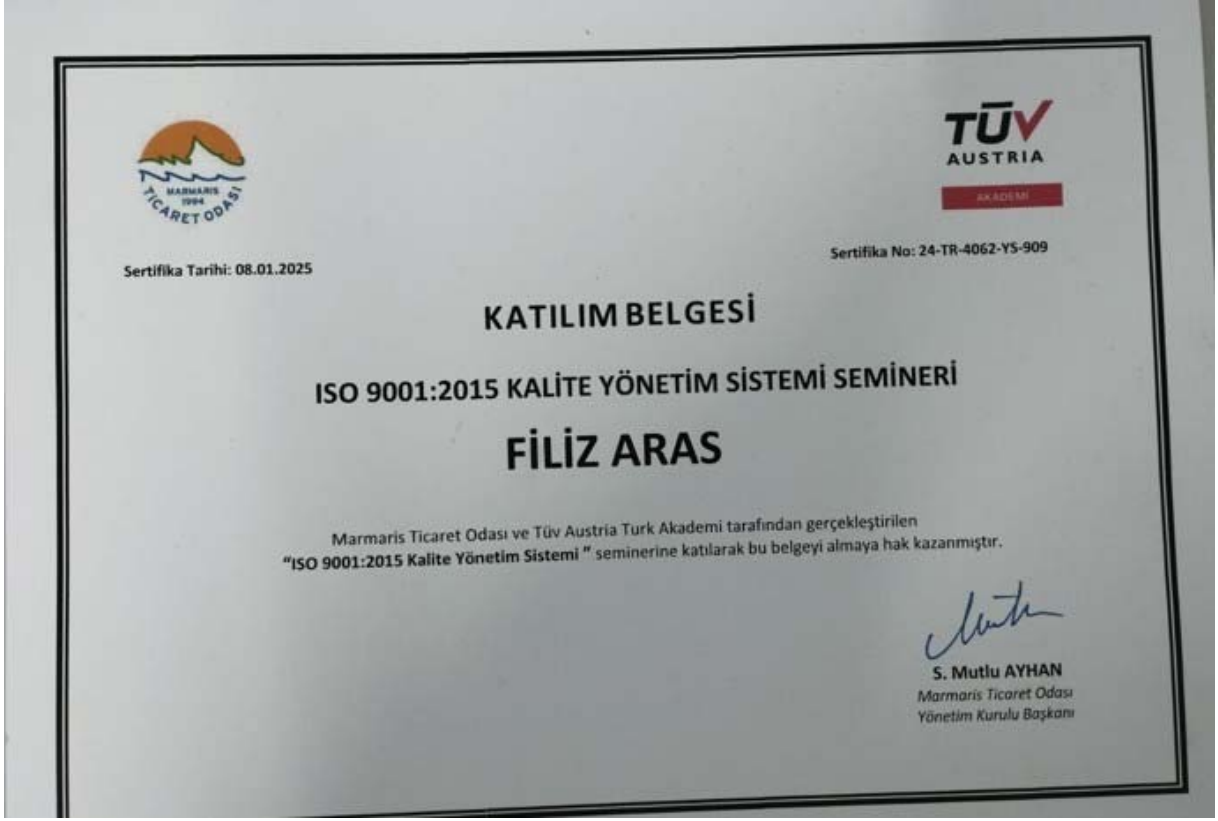 MARMARIS
1994
TİCARET ODASI
TÜV
AUSTRIA
AKADEMI
Sertifika Tarihi: 08.01.2025
Sertifika No: 24-TR-4062-YS-909
KATILIM BELGESİ
ISO 9001:2015 KALİTE YÖNETİM SİSTEMİ SEMİNERİ
FİLİZ ARAS
Marmaris Ticaret Odası ve Tüv Austria Turk Akademi tarafından gerçekleştirilen
“ISO 9001:2015 Kalite Yönetim Sistemi ” seminerine katılarak bu belgeyi almaya hak kazanmıştır.
S. Mutlu AYHAN
Marmaris Ticaret Odası
Yönetim Kurulu Başkanı